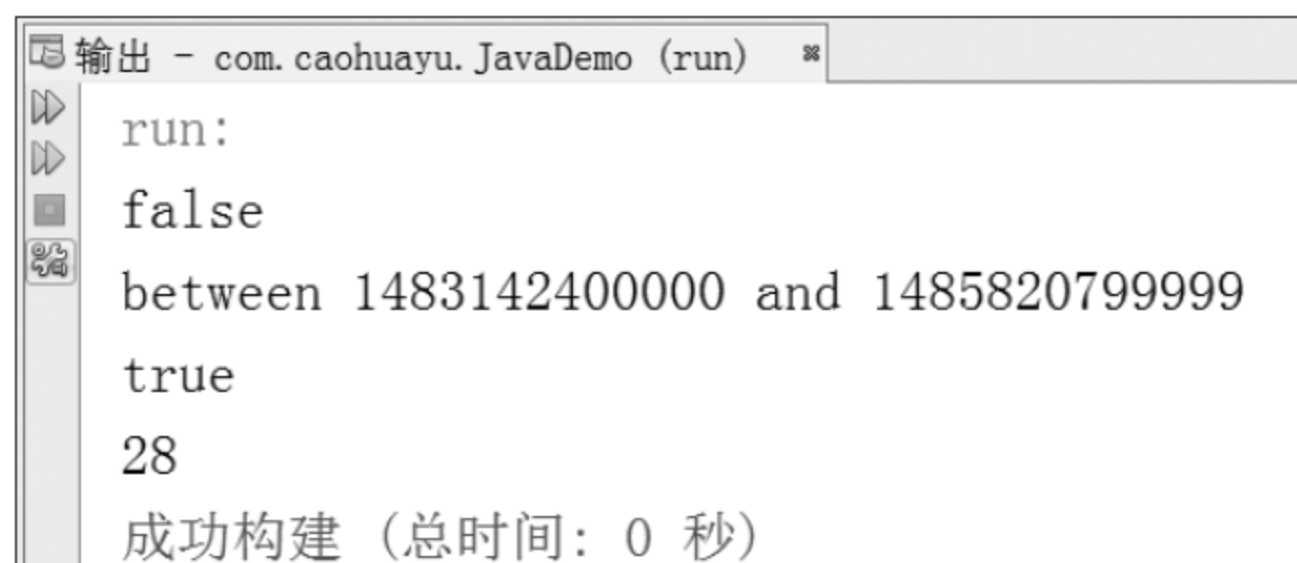 输出 - com.caohuayu.JavaDemo (run)
run:
false
between 1483142400000 and 1485820799999
true
28
成功构建 (总时间: 0 秒)